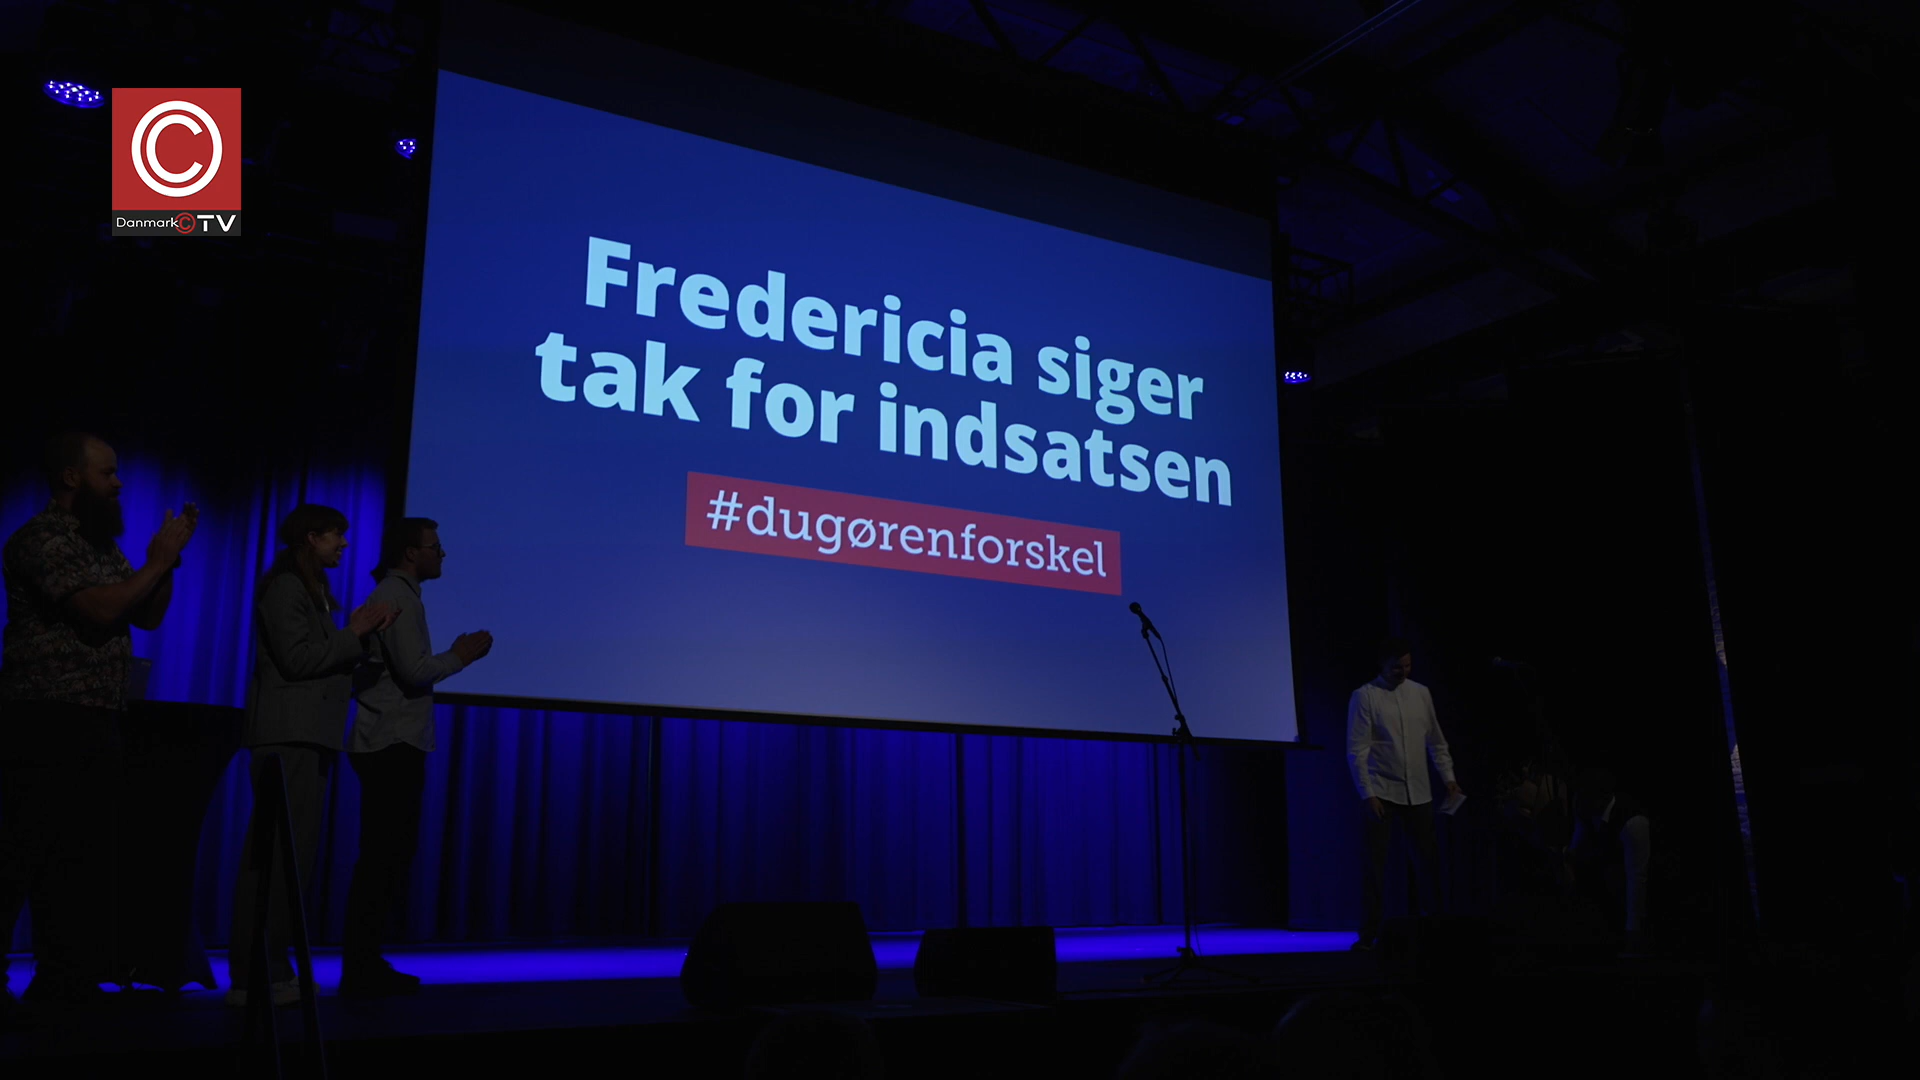 ©
Danmark©TV
Fredericia siger
tak for indsatsen
#dugørenforskel